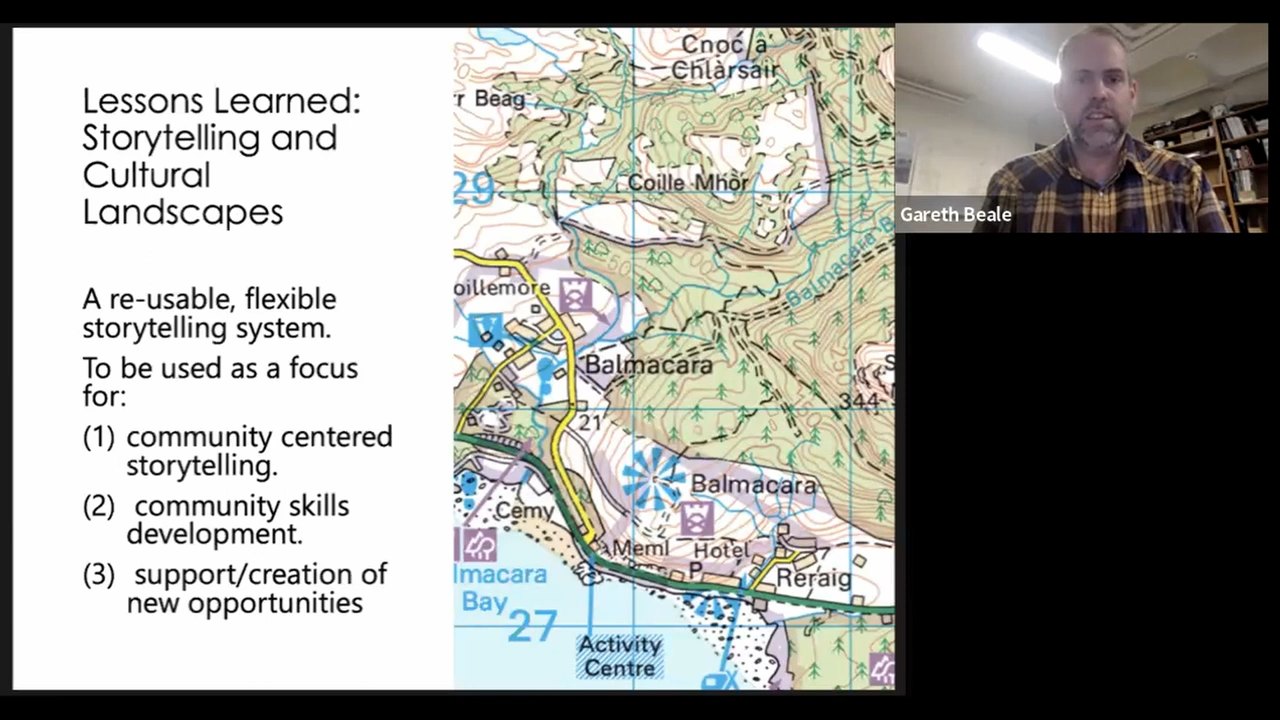 Lessons Learned:
Storytelling and
Cultural
Landscapes
A re-usable, flexible
storytelling system.
To be used as a focus
for:
(1) community centered
storytelling.
(2) community skills
development.
(3) support/creation of
new opportunities
Cnoc a'
Chlàrsair
r Beag
29
Coille Mhòr
Balmacara B
oillemore
Balmacara
344
21
Balmacara
Cemy
Meml
Hotel
P
Reraig
lmacara
Bay
27
Activity
Centre
S
Gareth Beale